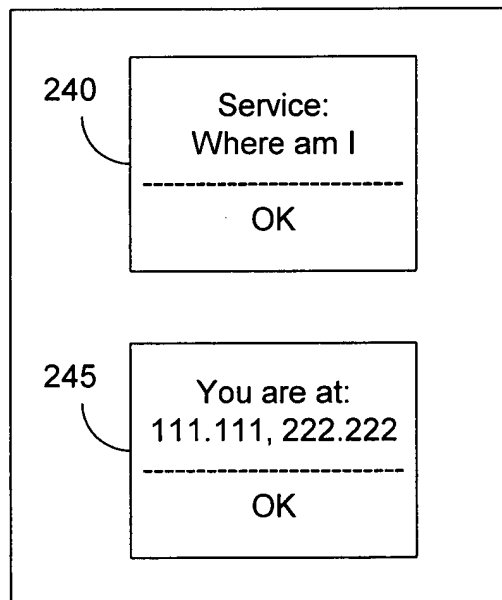 240
Service:
Where am I
OK
245
You are at:
111.111, 222.222
OK